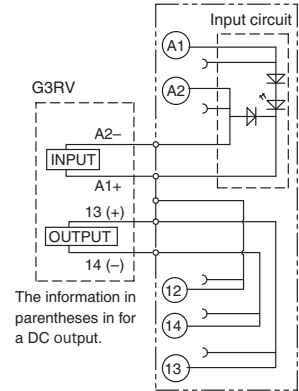 Input circuit
A1
A2
G3RV
A2–
INPUT
A1+
13 (+)
OUTPUT
14 (–)
12
14
13
The information in
parentheses in for
a DC output.